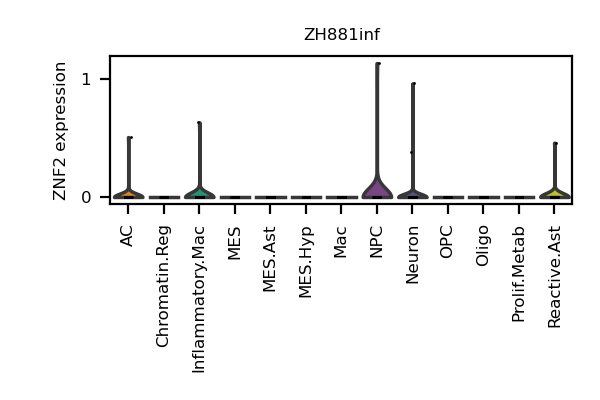 ZH881inf
ZNF2 expression
1
0
AC
Chromatin.Reg
Inflammatory.Mac
MES
MES.Ast
MES.Hyp
Mac
NPC
Neuron
OPC
Oligo
Prolif.Metab
Reactive.Ast